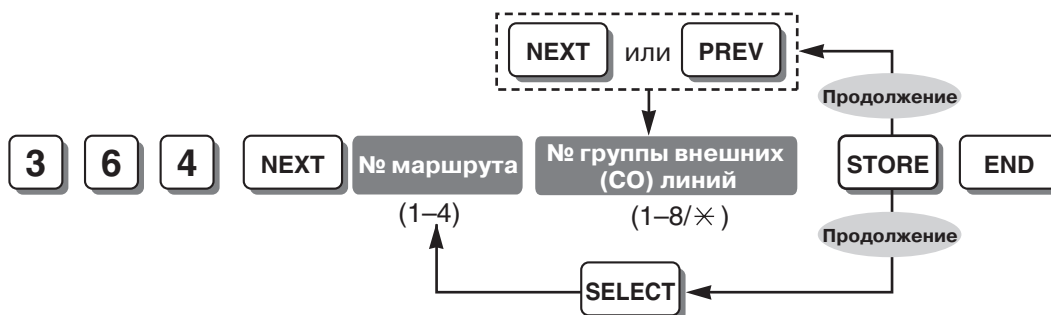 NEXT или PREV
Продолжение
3 6 4 NEXT № маршрута № группы внешних (CO) линий STORE END
(1–4) (1–8/✳)
Продолжение
SELECT